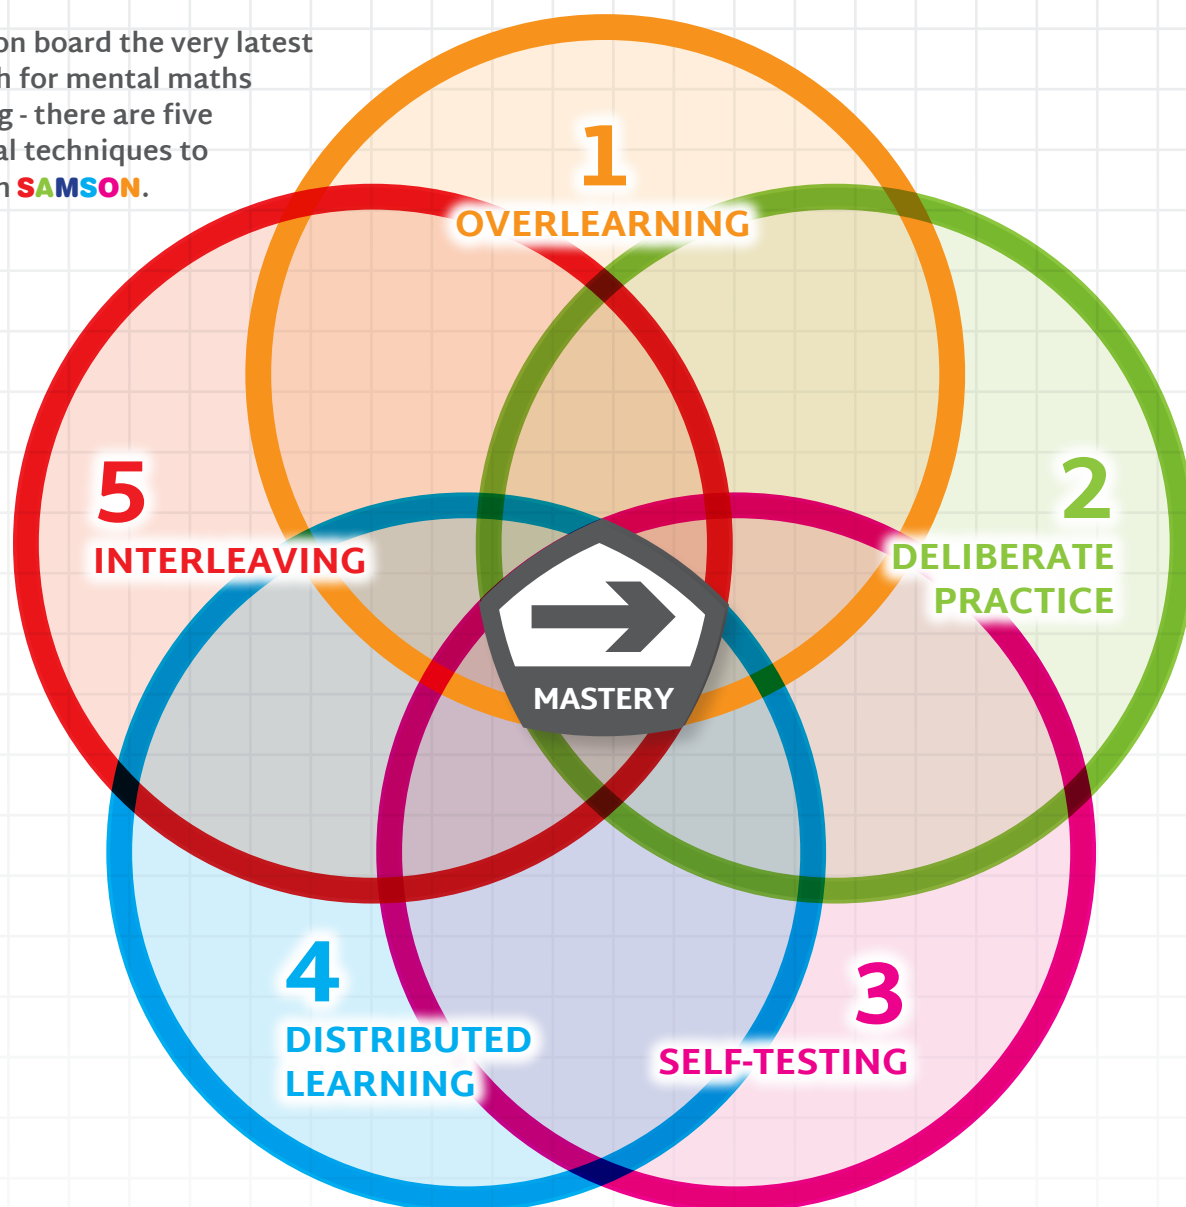 on board the very latest
for mental maths
- there are five
techniques to
SAMSON.
1
OVERLEARNING
2
DELIBERATE
PRACTICE
3
SELF-TESTING
4
DISTRIBUTED
LEARNING
5
INTERLEAVING
MASTERY